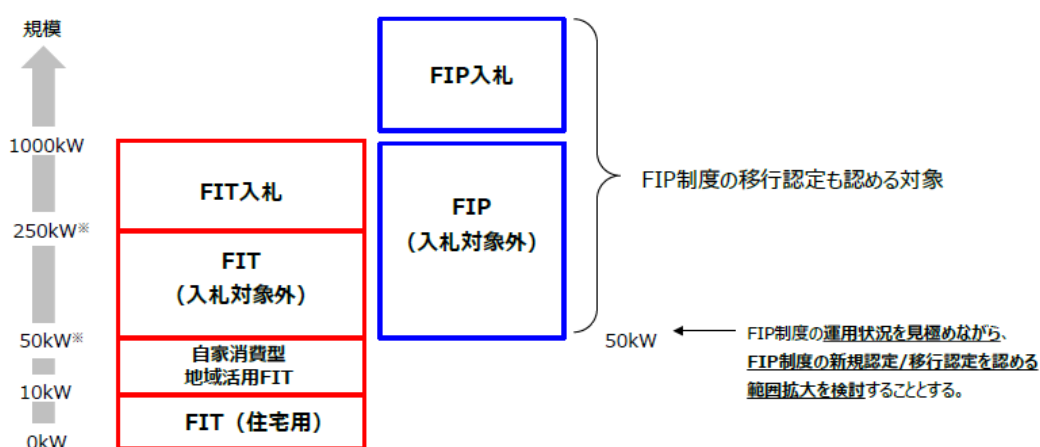 規模
1000kW
250kW※
50kW※
10kW
0kW
FIT入札
FIT
（入札対象外）
自家消費型
地域活用FIT
FIT（住宅用）
FIP入札
FIP
（入札対象外）
FIP制度の移行認定も認める対象
50kW
FIP制度の運用状況を見極めながら、
FIP制度の新規認定/移行認定を認める
範囲拡大を検討することとする。